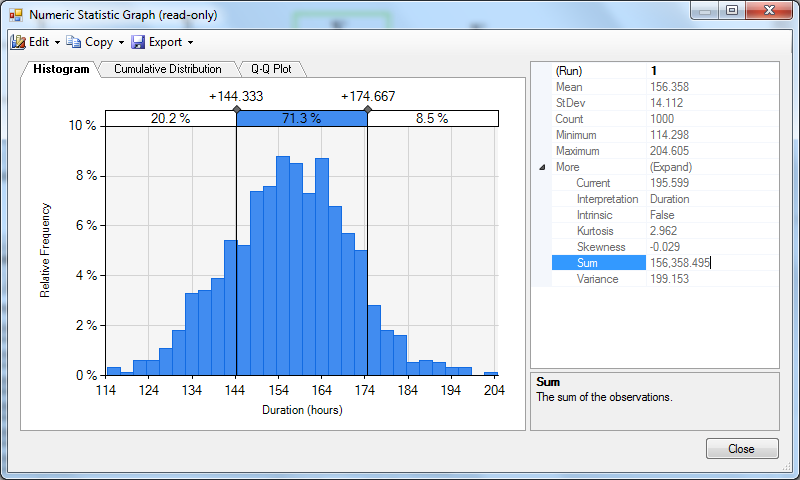 Numeric Statistic Graph (read-only)
Edit Copy Export
Histogram Cumulative Distribution Q-Q Plot
+144.333 +174.667
20.2 % 71.3 % 8.5 %
10 %
8 %
6 %
4 %
2 %
0 %
Relative Frequency
114 124 134 144 154 164 174 184 194 204
Duration (hours)
(Run) 1
Mean 156.358
StDev 14.112
Count 1000
Minimum 114.298
Maximum 204.605
More (Expand)
Current 195.599
Interpretation Duration
Intrinsic False
Kurtosis 2.962
Skewness -0.029
Sum 156,358.495
Variance 199.153
Sum
The sum of the observations.
Close